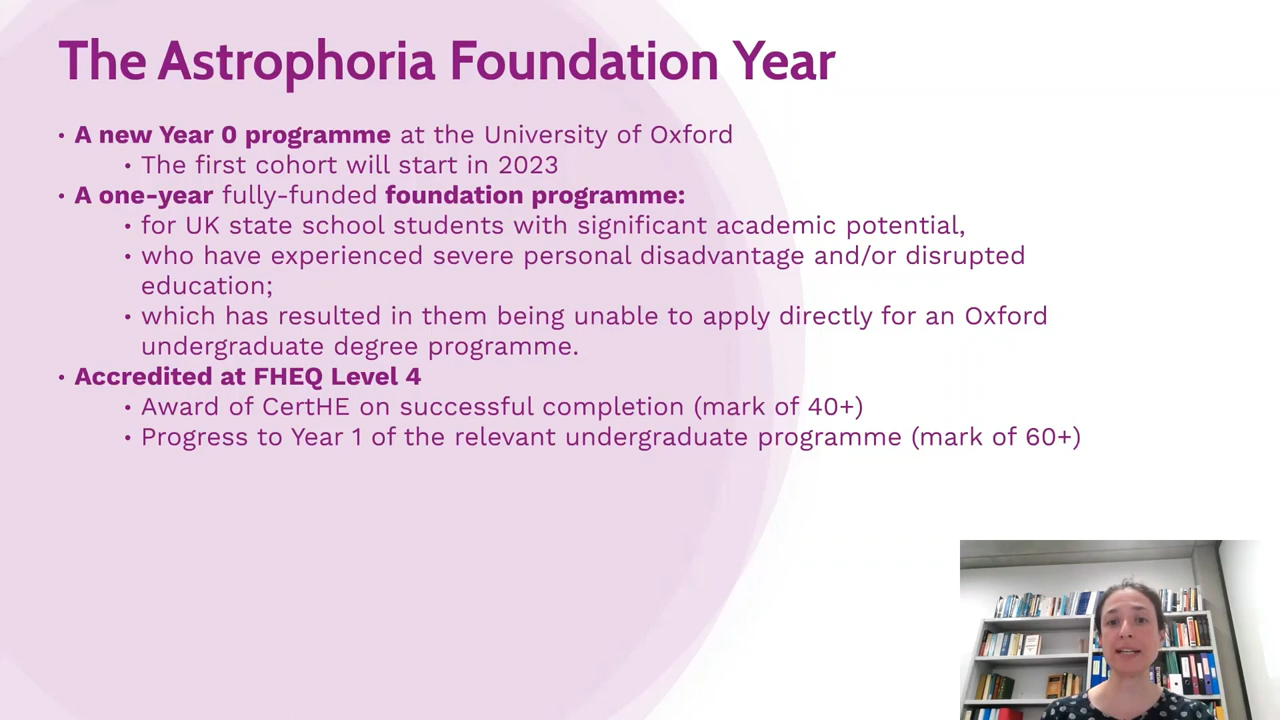 The Astrophoria Foundation Year
• A new Year 0 programme at the University of Oxford
• The first cohort will start in 2023
• A one-year fully-funded foundation programme:
• for UK state school students with significant academic potential,
• who have experienced severe personal disadvantage and/or disrupted
education;
• which has resulted in them being unable to apply directly for an Oxford
undergraduate degree programme.
• Accredited at FHEQ Level 4
• Award of CertHE on successful completion (mark of 40+)
• Progress to Year 1 of the relevant undergraduate programme (mark of 60+)